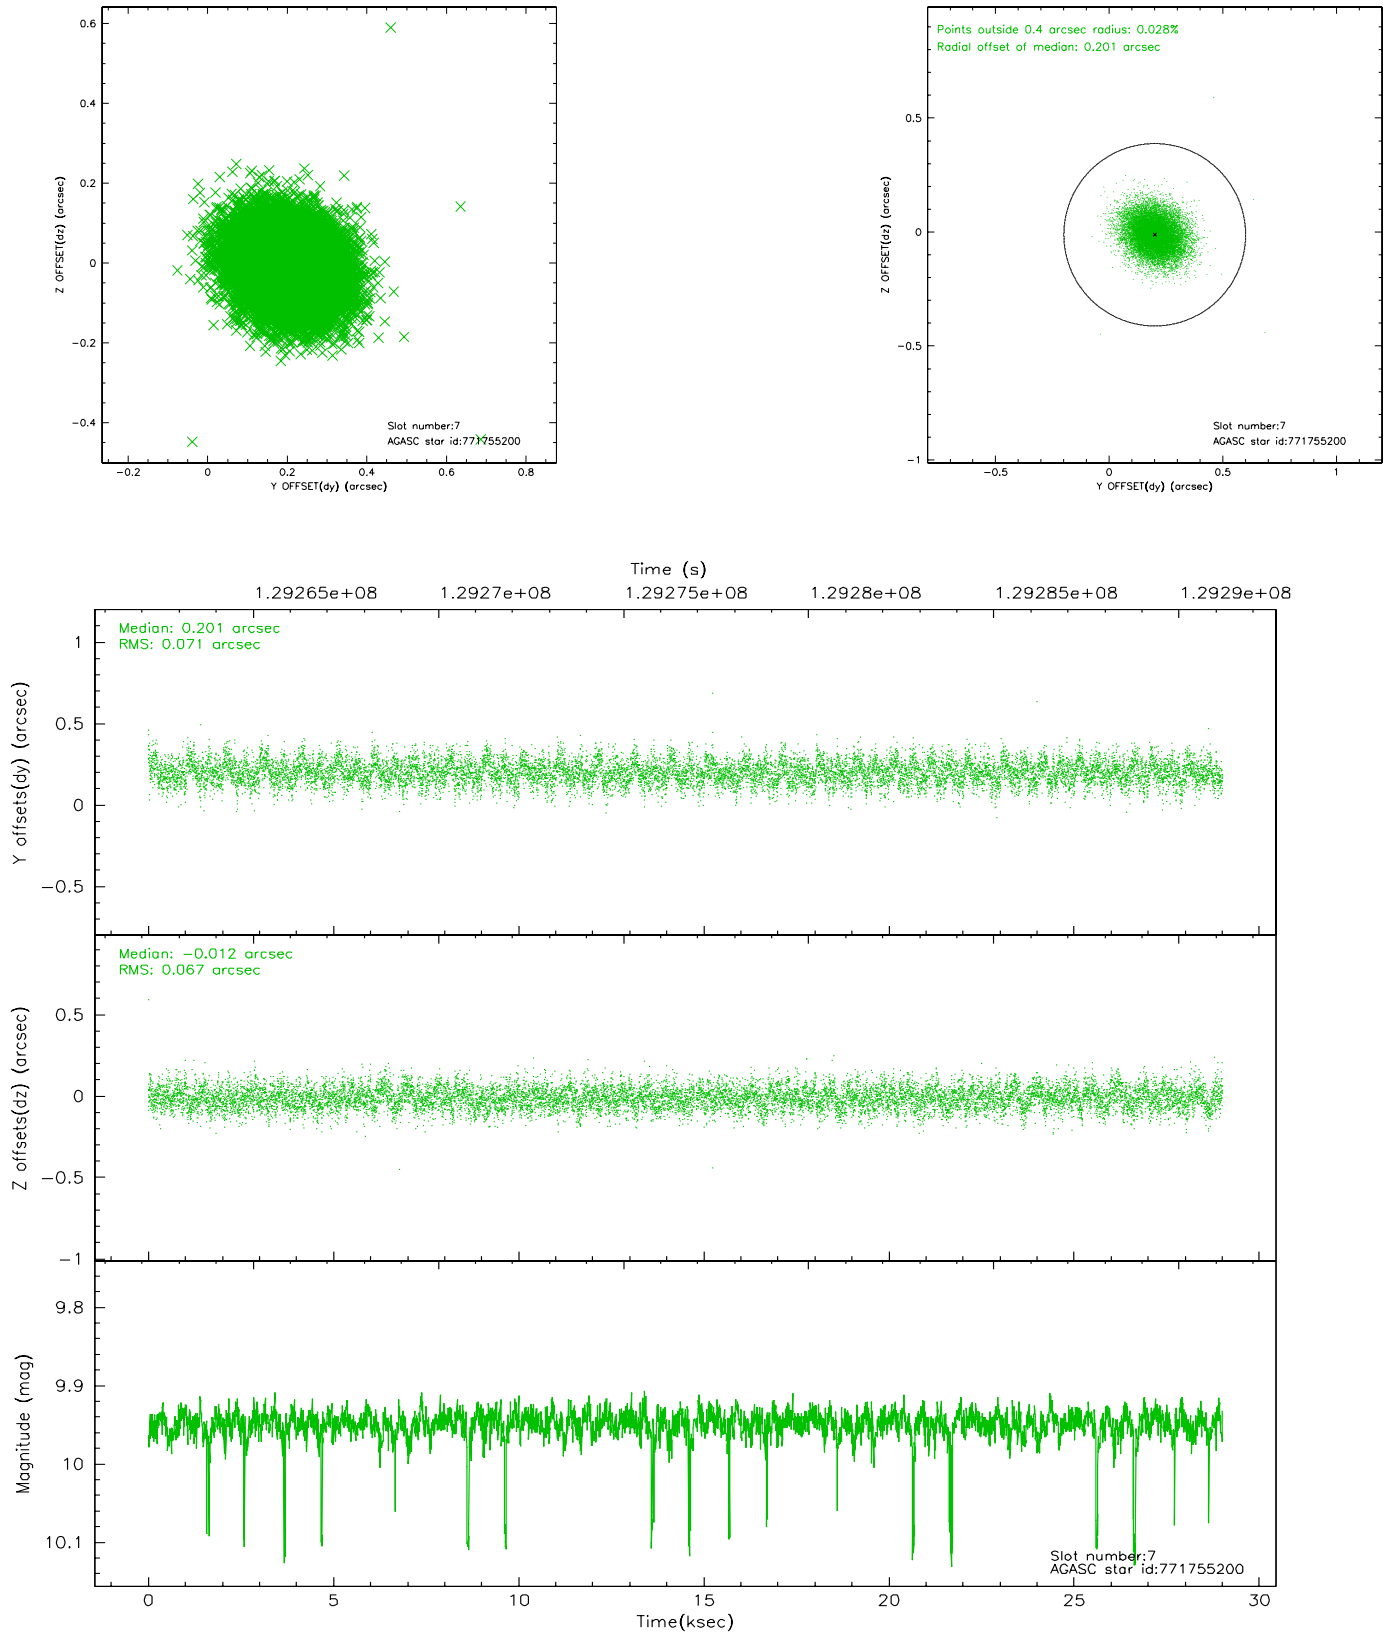 0.6
0.4
0.2
0
−0.2
−0.4
Z OFFSET(dz) (arcsec)
Slot number:7
AGASC star id:771755200
−0.2
0
0.2
0.4
0.6
0.8
Y OFFSET(dy) (arcsec)
Points outside 0.4 arcsec radius: 0.028%
Radial offset of median: 0.201 arcsec
0.5
0
−0.5
−1
Z OFFSET(dz) (arcsec)
Slot number:7
AGASC star id:771755200
−0.5
0
0.5
1
Y OFFSET(dy) (arcsec)
Time (s)
1.29265e+08
1.2927e+08
1.29275e+08
1.2928e+08
1.29285e+08
1.2929e+08
Median: 0.201 arcsec
RMS: 0.071 arcsec
1
0.5
0
−0.5
Y offsets(dy) (arcsec)
Median: −0.012 arcsec
RMS: 0.067 arcsec
0.5
0
−0.5
−1
Z offsets(dz) (arcsec)
9.8
9.9
10
10.1
Magnitude (mag)
Slot number:7
AGASC star id:771755200
0
5
10
15
20
25
30
Time(ksec)